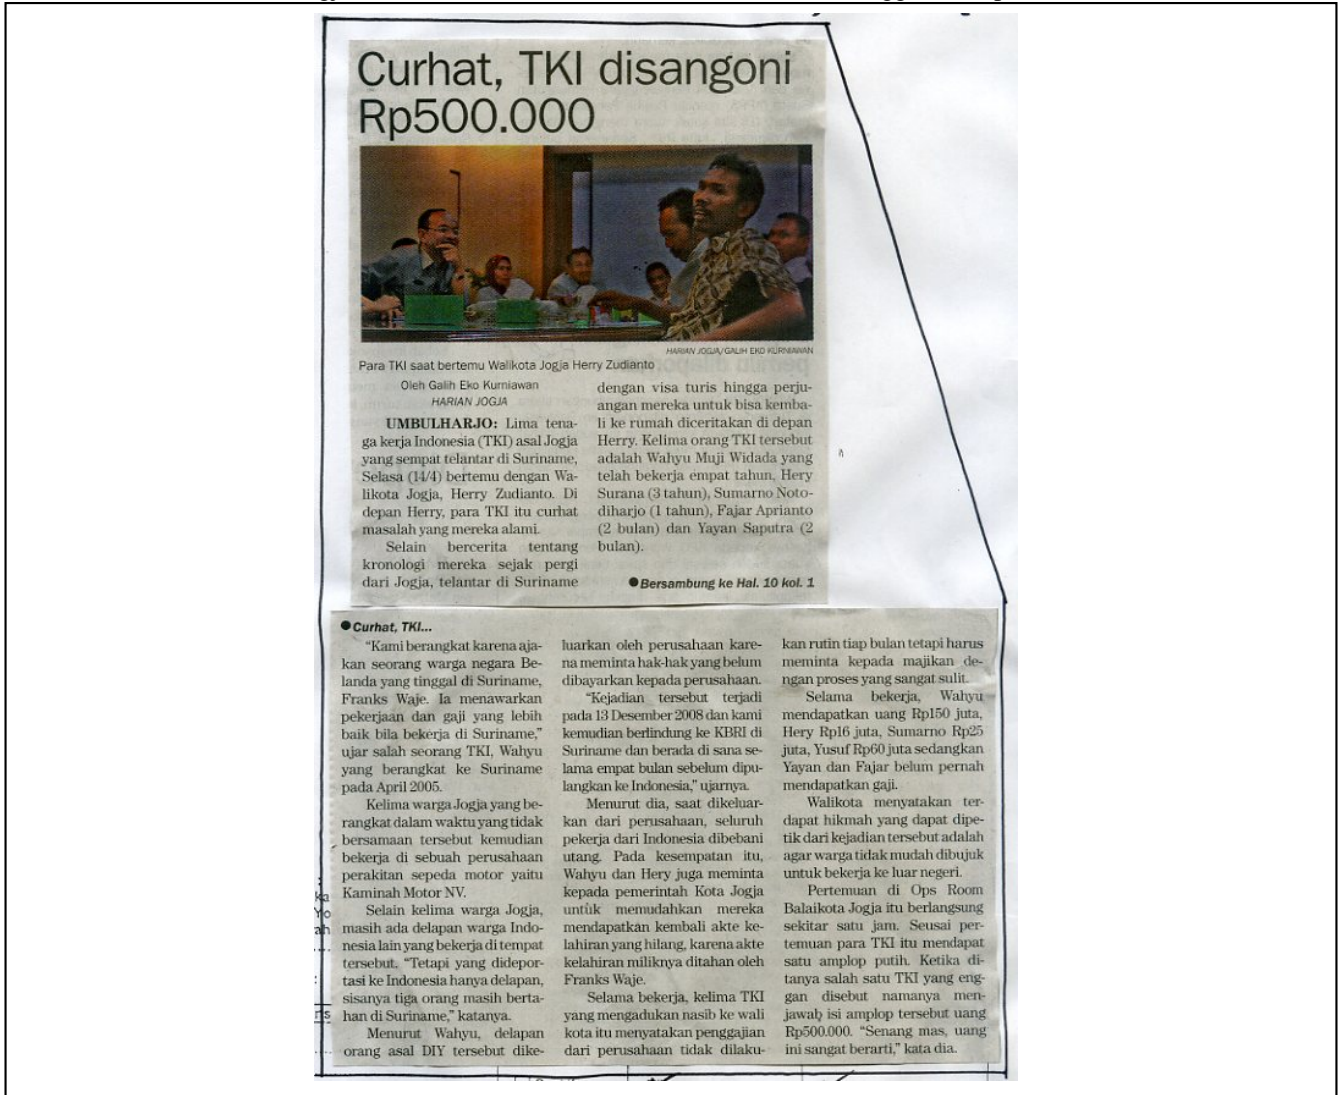 Curhat, TKI disangoni
Rp500.000
HARIAN JOGJA/GALIH EKO KURNIAWAN
Para TKI saat bertemu Walikota Jogja Herry Zudianto
Oleh Galih Eko Kurniawan
HARIAN JOGJA
UMBULHARJO: Lima tena-
ga kerja Indonesia (TKI) asal Jogja
yang sempat telantar di Suriname,
Selasa (14/4) bertemu dengan Wa-
likota Jogja, Herry Zudianto. Di
depan Herry, para TKI itu curhat
masalah yang mereka alami.
Selain bercerita tentang
kronologi mereka sejak pergi
dari Jogja, telantar di Suriname
dengan visa turis hingga perju-
angan mereka untuk bisa kemba-
li ke rumah diceritakan di depan
Herry. Kelima orang TKI tersebut
adalah Wahyu Muji Widada yang
telah bekerja empat tahun, Hery
Surana (3 tahun), Sumarno Noto-
diharjo (1 tahun), Fajar Aprianto
(2 bulan) dan Yayan Saputra (2
bulan).
●Bersambung ke Hal. 10 kol. 1
●Curhat, TKI...
"Kami berangkat karena aja-
kan seorang warga negara Be-
landa yang tinggal di Suriname,
Franks Waje. Ia menawarkan
pekerjaan dan gaji yang lebih
baik bila bekerja di Suriname,"
ujar salah seorang TKI, Wahyu
yang berangkat ke Suriname
pada April 2005.
Kelima warga Jogja yang be-
rangkat dalam waktu yang tidak
bersamaan tersebut kemudian
bekerja di sebuah perusahaan
perakitan sepeda motor yaitu
Kaminah Motor NV.
Selain kelima warga Jogja,
masih ada delapan warga Indo-
nesia lain yang bekerja di tempat
tersebut. "Tetapi yang dideportasi
tasi ke Indonesia hanya delapan,
sisanya tiga orang masih berta-
han di Suriname," katanya.
Menurut Wahyu, delapan
orang asal DIY tersebut dike-
luarkan oleh perusahaan kare-
na meminta hak-hak yang belum
dibayarkan kepada perusahaan.
"Kejadian tersebut terjadi
pada 13 Desember 2008 dan kami
kemudian berlindung ke KBRI di
Suriname dan berada di sana se-
lama empat bulan sebelum dipu-
langkan ke Indonesia," ujarnya.
Menurut dia, saat dikeluar-
kan dari perusahaan, seluruh
pekerja dari Indonesia dibebani
utang. Pada kesempatan itu,
Wahyu dan Hery juga meminta
kepada pemerintah Kota Jogja
untuk memudahkan mereka
mendapatkan kembali akte ke-
lahiran yang hilang, karena akte
kelahiran miliknya ditahan oleh
Franks Waje.
Selama bekerja, kelima TKI
yang mengadukan nasib ke wali
kota itu menyatakan penggajian
dari perusahaan tidak dilaku-
kan rutin tiap bulan tetapi harus
meminta kepada majikan de-
ngan proses yang sangat sulit.
Selama bekerja, Wahyu
mendapatkan uang Rp150 juta,
Hery Rp16 juta, Sumarno Rp25
juta, Yusuf Rp60 juta sedangkan
Yayan dan Fajar belum pernah
mendapatkan gaji.
Walikota menyatakan ter-
dapat hikmah yang dapat dipe-
tik dari kejadian tersebut adalah
agar warga tidak mudah dibujuk
untuk bekerja ke luar negeri.
Pertemuan di Ops Room
Balaikota Jogja itu berlangsung
sekitar satu jam. Seusai per-
temuan para TKI itu mendapat
satu amplop putih. Ketika di-
tanya salah satu TKI yang eng-
gan disebut namanya men-
jawab isi amplop tersebut uang
Rp500.000. "Senang mas, uang
ini sangat berarti," kata dia.